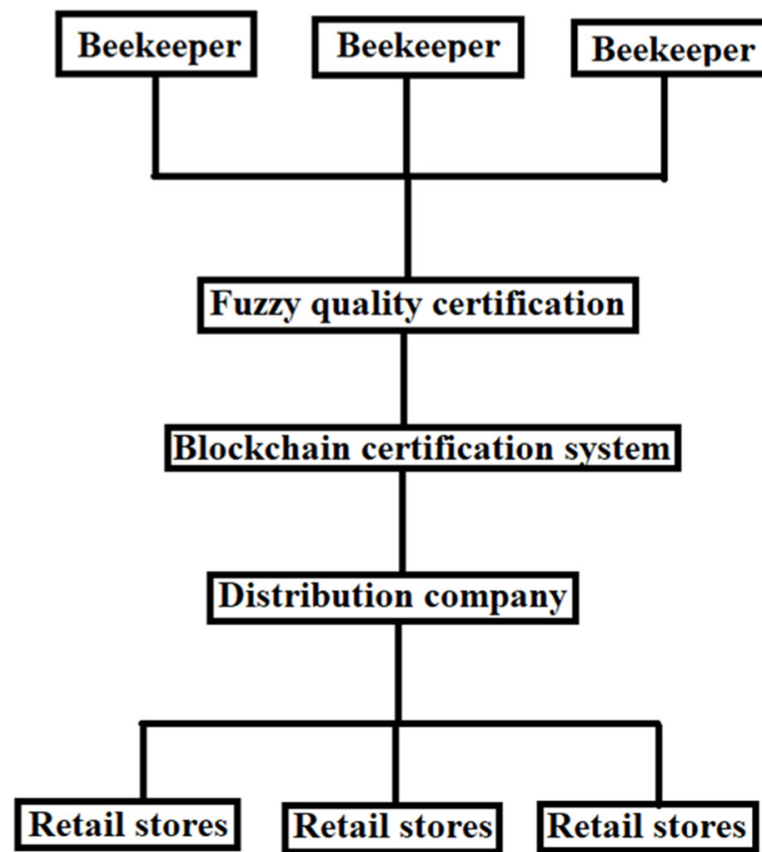 Beekeeper
Beekeeper
Beekeeper
Fuzzy quality certification
Blockchain certification system
Distribution company
Retail stores
Retail stores
Retail stores